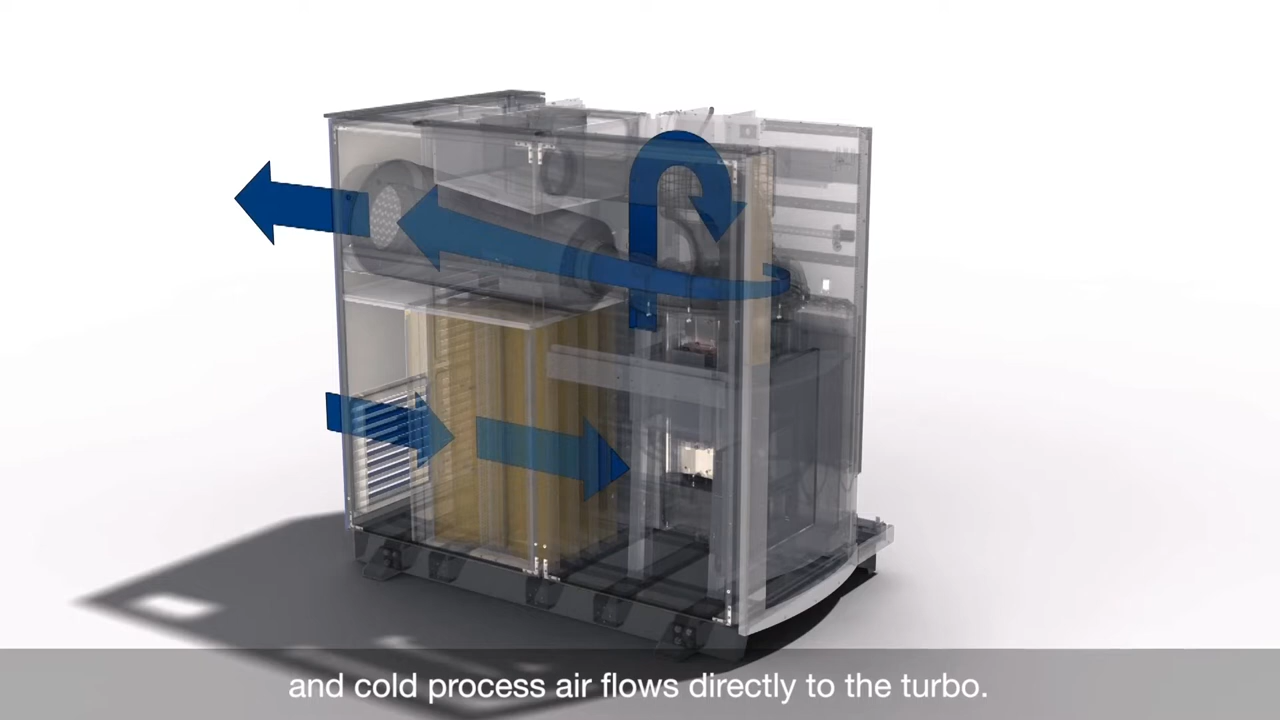 and cold process air flows directly to the turbo.